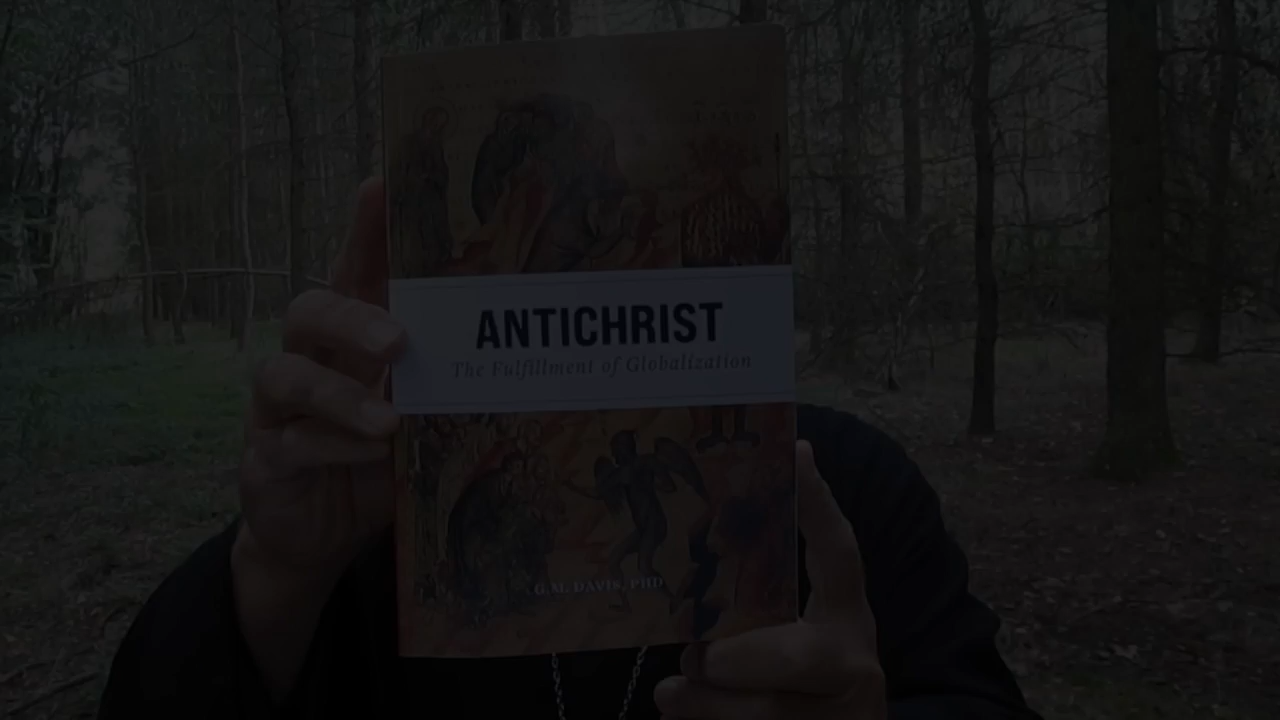 ANTICHRIST
The Fulfillment of Globalization
G.M. DAVIS, PHD